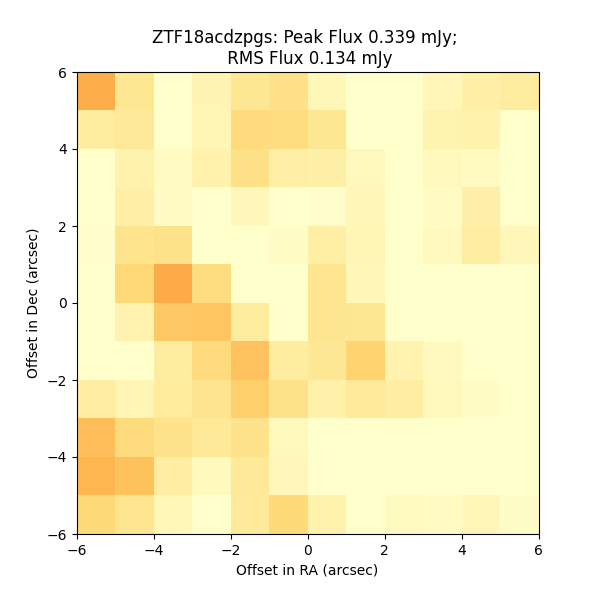 ZTF18acdzpgs: Peak Flux 0.339 mJy;
RMS Flux 0.134 mJy
6
4
2
0
−2
−4
−6
Offset in Dec (arcsec)
−6 −4 −2 0 2 4 6
Offset in RA (arcsec)